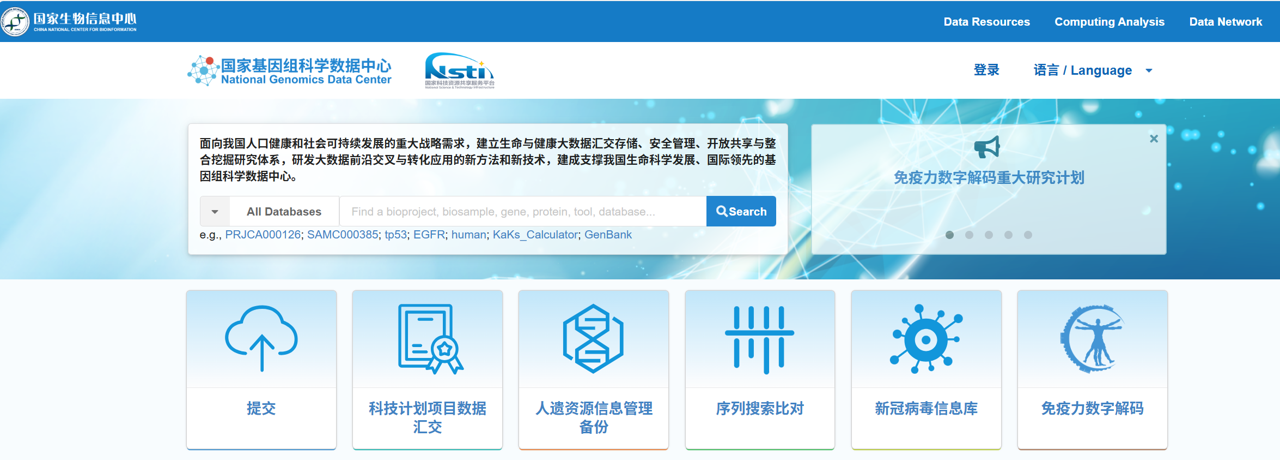 国家生物信息中心
CHINA NATIONAL CENTER FOR BIOINFORMATION
Data Resources Computing Analysis Data Network
国家基因组科学数据中心
National Genomics Data Center
Nsti
国家科技资源共享服务平台
National Science & Technology Infrastructure
登录 语言 / Language
面向我国人口健康和社会可持续发展的重大战略需求，建立生命与健康大数据汇交存储、安全管理、开放共享与整
合挖掘研究体系，研发大数据前沿交叉与转化应用的新方法和新技术，建成支撑我国生命科学发展、国际领先的基
因组科学数据中心。
All Databases Find a bioproject, biosample, gene, protein, tool, database... Search
e.g., PRJCA000126; SAMC000385; tp53; EGFR; human; KaKs_Calculator; GenBank
×
免疫力数字解码重大研究计划
提交
科技计划项目数据
汇交
人遗资源信息管理
备份
序列搜索比对
新冠病毒信息库
免疫力数字解码